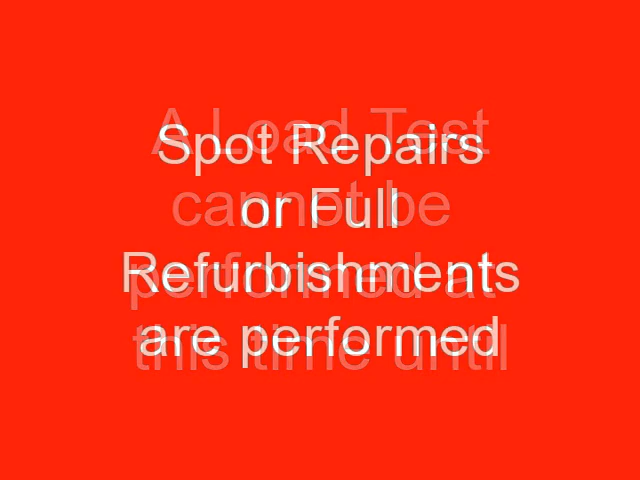 A Load Test
cannot be
performed at
this time until
Spot Repairs
or Full
Refurbishments
are performed